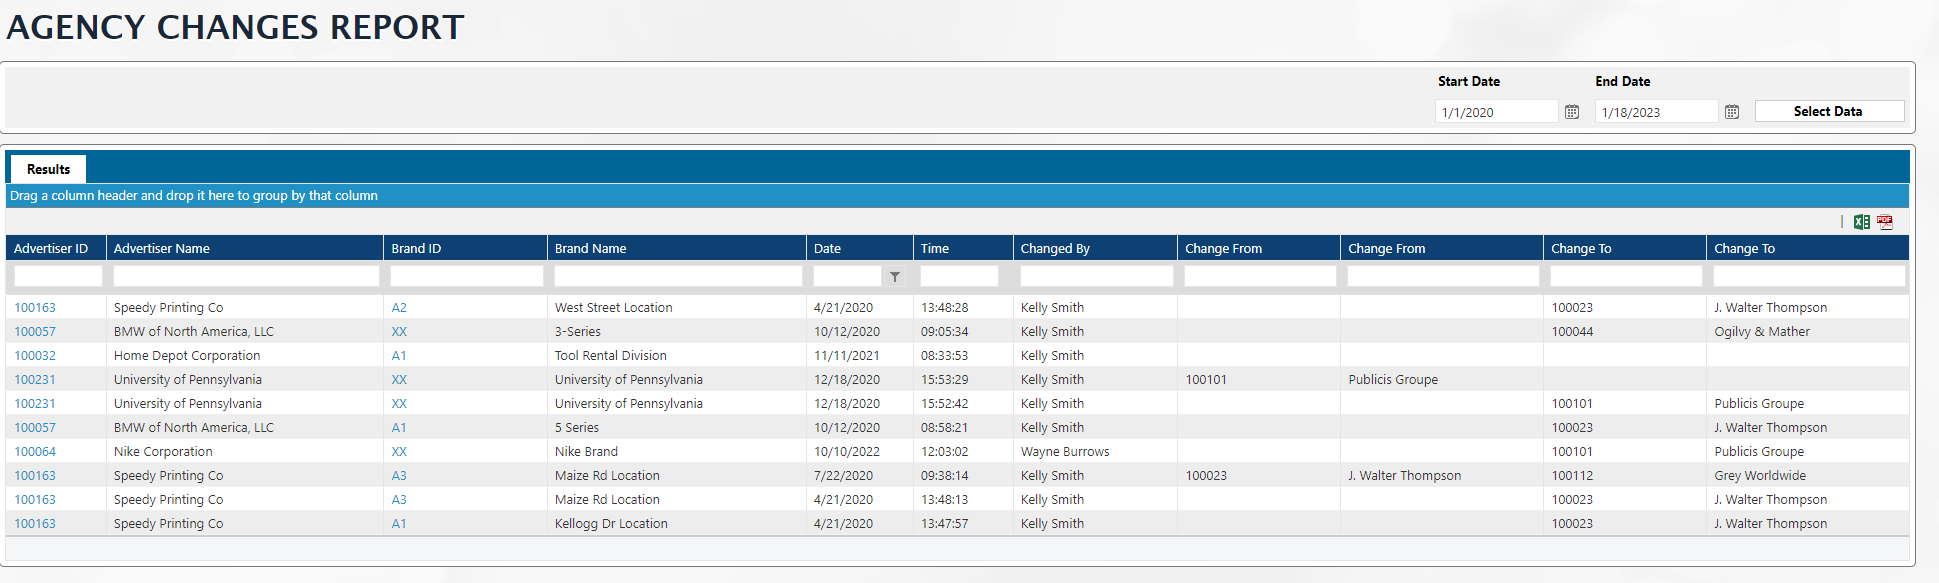 AGENCY CHANGES REPORT
Start Date End Date
1/1/2020 1/18/2023 Select Data
Results
Drag a column header and drop it here to group by that column
PDF
Advertiser ID Advertiser Name Brand ID Brand Name Date Time Changed By Change From Change From Change To Change To
100163 Speedy Printing Co A2 West Street Location 4/21/2020 13:48:28 Kelly Smith 100023 J. Walter Thompson
100057 BMW of North America, LLC XX 3-Series 10/12/2020 09:05:34 Kelly Smith 100044 Ogilvy & Mather
100032 Home Depot Corporation A1 Tool Rental Division 11/11/2021 08:33:53 Kelly Smith
100231 University of Pennsylvania XX University of Pennsylvania 12/18/2020 15:53:29 Kelly Smith 100101 Publicis Groupe
100231 University of Pennsylvania XX University of Pennsylvania 12/18/2020 15:52:42 Kelly Smith 100101 Publicis Groupe
100057 BMW of North America, LLC A1 5 Series 10/12/2020 08:58:21 Kelly Smith 100023 J. Walter Thompson
100064 Nike Corporation XX Nike Brand 10/10/2022 12:03:02 Wayne Burrows 100101 Publicis Groupe
100163 Speedy Printing Co A3 Maize Rd Location 7/22/2020 09:38:14 Kelly Smith 100023 J. Walter Thompson 100112 Grey Worldwide
100163 Speedy Printing Co A3 Maize Rd Location 4/21/2020 13:48:13 Kelly Smith 100023 J. Walter Thompson
100163 Speedy Printing Co A1 Kellogg Dr Location 4/21/2020 13:47:57 Kelly Smith 100023 J. Walter Thompson